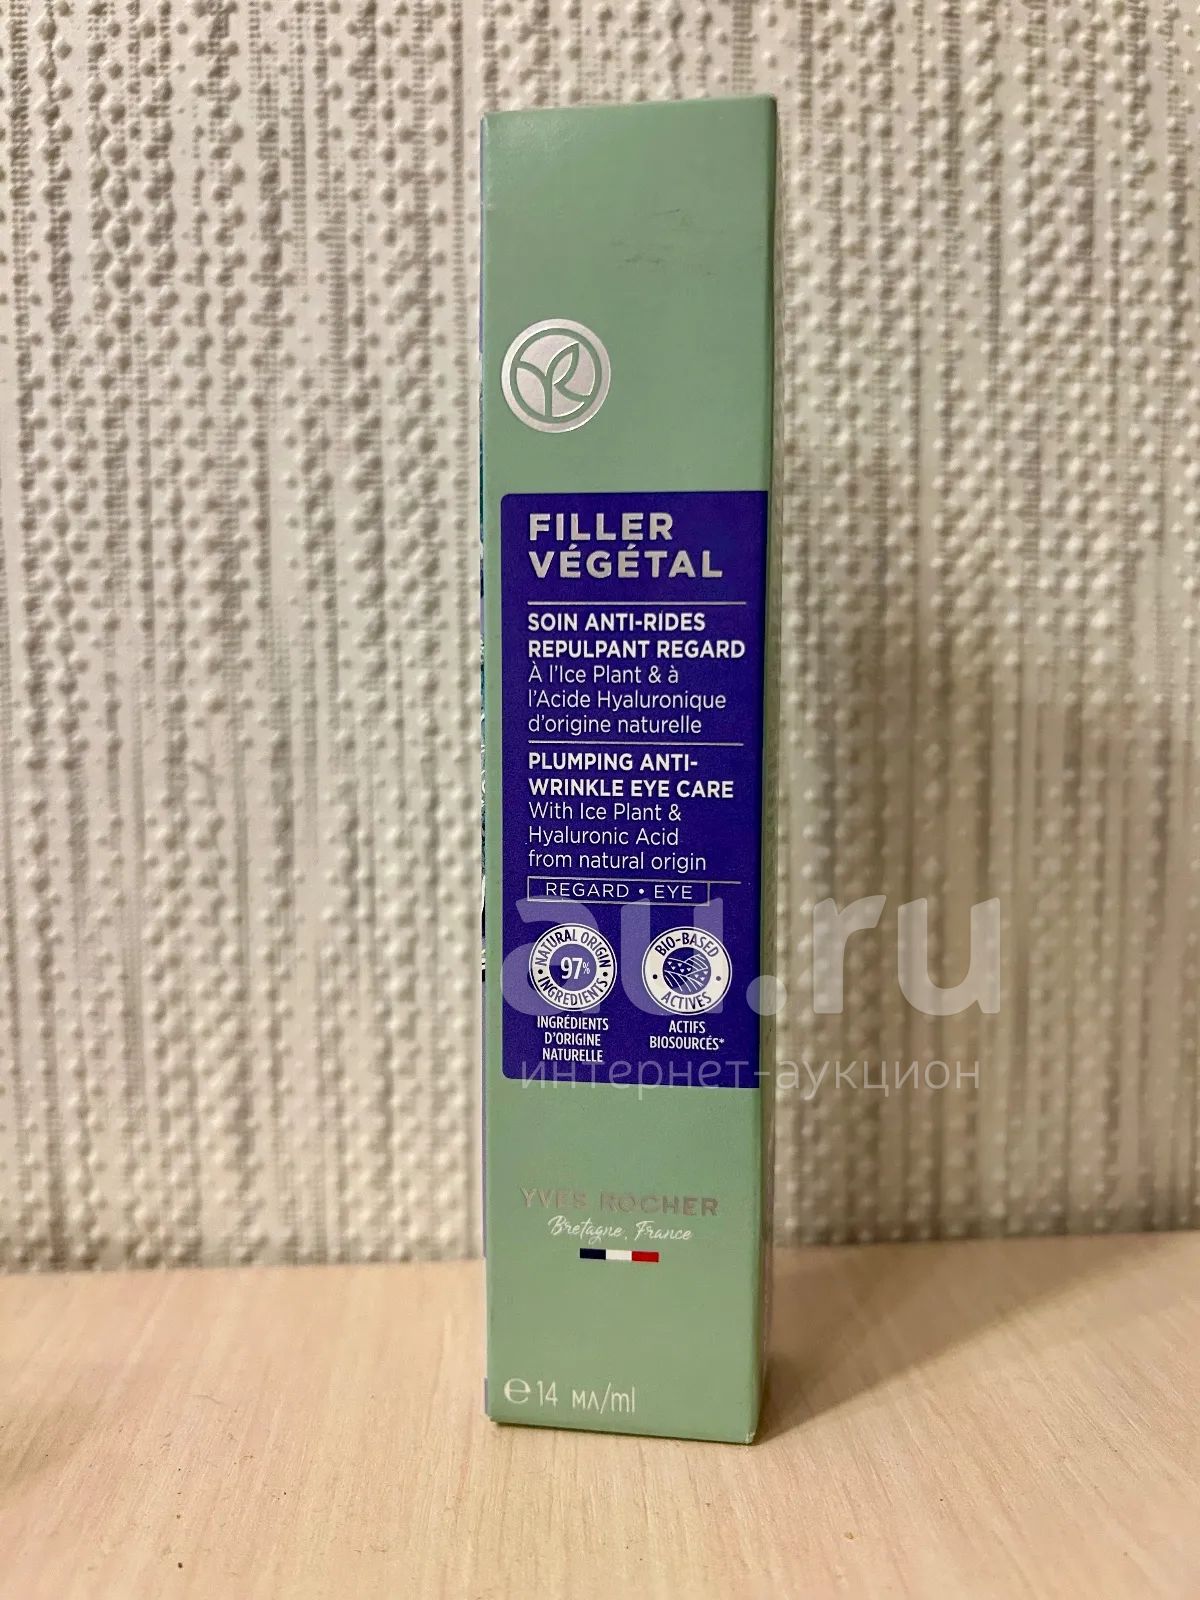 FILLER
VÉGÉTAL
SOIN ANTI-RIDES
REPULPANT REGARD
À l'Ice Plant & à
l'Acide Hyaluronique
d'origine naturelle
PLUMPING ANTI-
WRINKLE EYE CARE
With Ice Plant &
Hyaluronic Acid
from natural origin
REGARD • EYE
NATURAL ORIGIN
97%
INGREDIENTS
INGRÉDIENTS
D'ORIGINE
NATURELLE
BIO-BASED
ACTIVES
ACTIFS
BIOSOURCÉS*
au.ru
интернет-аукцион
YVES ROCHER
Bretagne, France
e 14 мл/ml